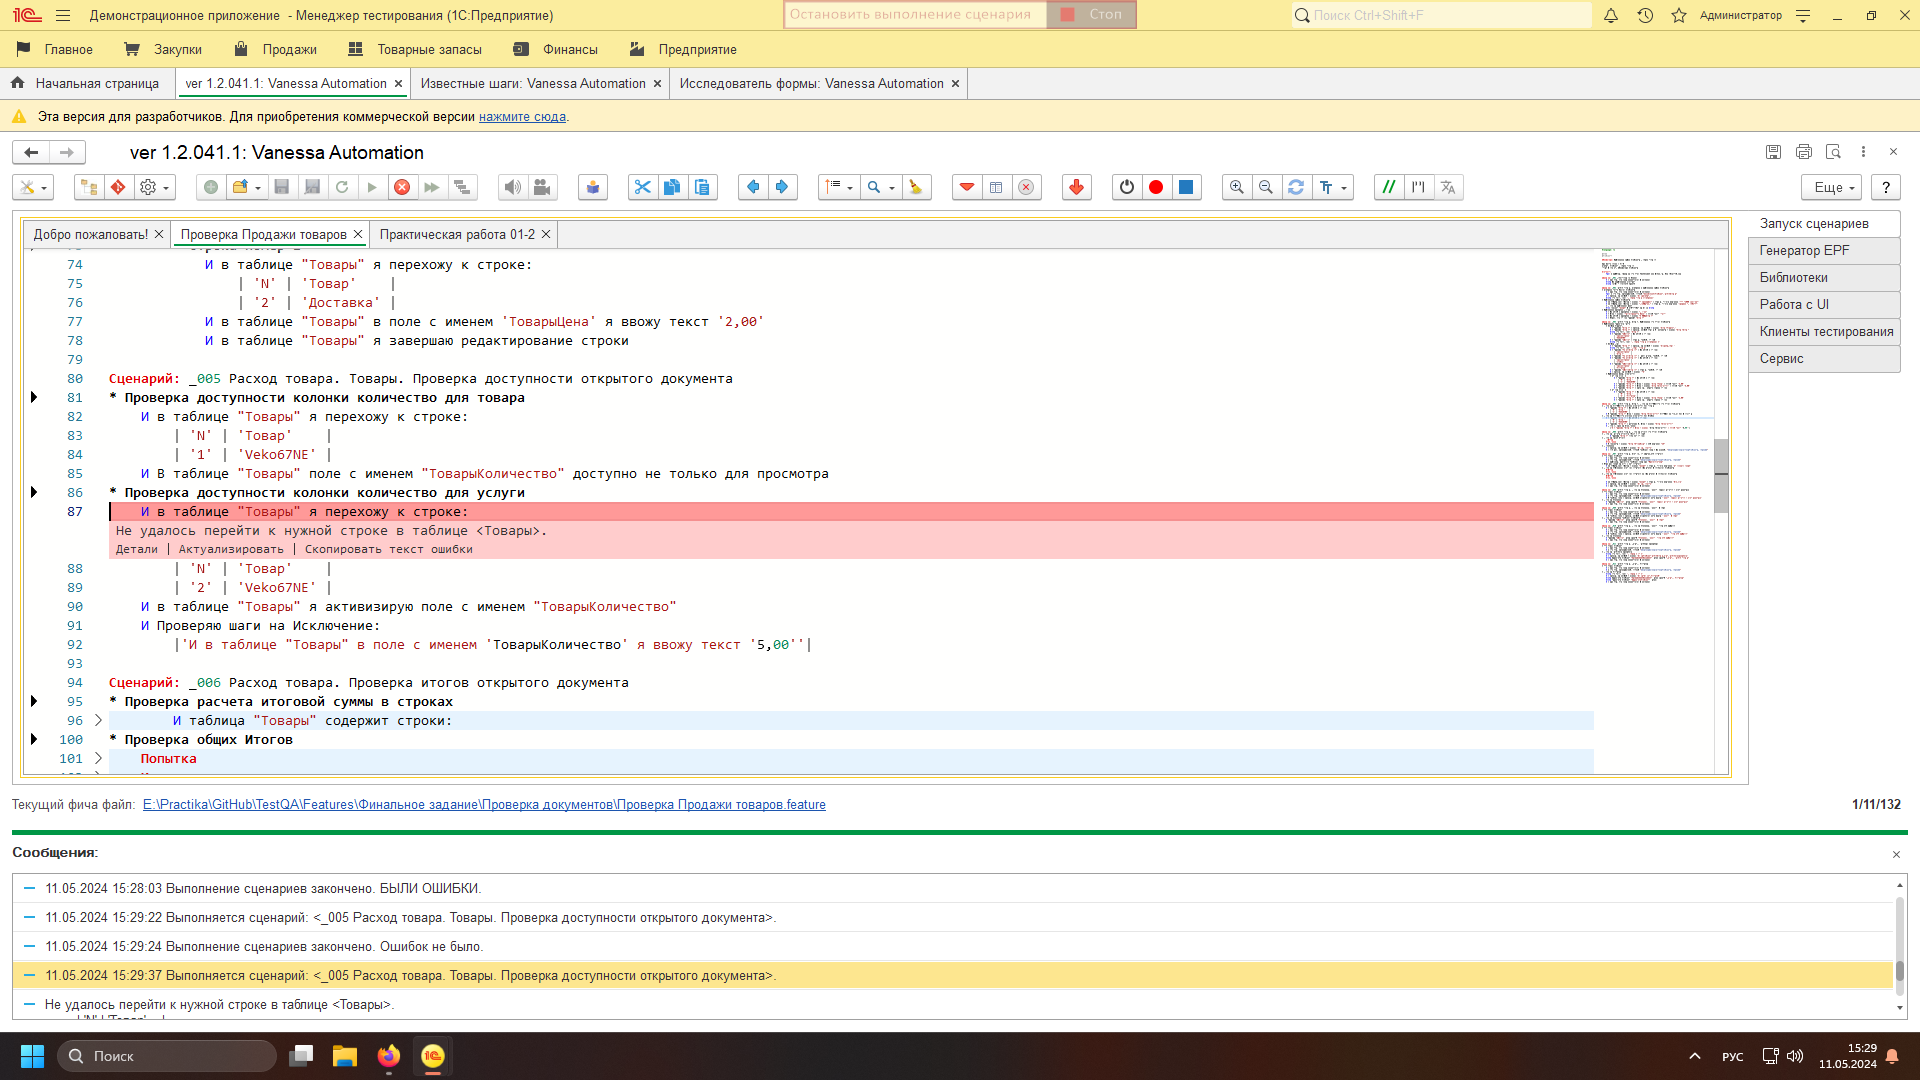 Демонстрационное приложение - Менеджер тестирования (1С:Предприятие)
Остановить выполнение сценария Стоп
Поиск Ctrl+Shift+F
Администратор
Главное Закупки Продажи Товарные запасы Финансы Предприятие
Начальная страница ver 1.2.041.1: Vanessa Automation Известные шаги: Vanessa Automation Исследователь формы: Vanessa Automation
Эта версия для разработчиков. Для приобретения коммерческой версии нажмите сюда.
ver 1.2.041.1: Vanessa Automation
Еще ?
Добро пожаловать! Проверка Продажи товаров Практическая работа 01-2
Запуск сценариев
Генератор EPF
Библиотеки
Работа с UI
Клиенты тестирования
Сервис
74 И в таблице "Товары" я перехожу к строке:
75 | 'N' | 'Товар' |
76 | '2' | 'Доставка' |
77 И в таблице "Товары" в поле с именем 'ТоварыЦена' я ввожу текст '2,00'
78 И в таблице "Товары" я завершаю редактирование строки
79
80 Сценарий: _005 Расход товара. Товары. Проверка доступности открытого документа
81 * Проверка доступности колонки количество для товара
82 И в таблице "Товары" я перехожу к строке:
83 | 'N' | 'Товар' |
84 | '1' | 'Veko67NE' |
85 И В таблице "Товары" поле с именем "ТоварыКоличество" доступно не только для просмотра
86 * Проверка доступности колонки количество для услуги
87 И в таблице "Товары" я перехожу к строке:
Не удалось перейти к нужной строке в таблице <Товары>.
Детали | Актуализировать | Скопировать текст ошибки
88 | 'N' | 'Товар' |
89 | '2' | 'Veko67NE' |
90 И в таблице "Товары" я активизирую поле с именем "ТоварыКоличество"
91 И Проверяю шаги на Исключение:
92 |'И в таблице "Товары" в поле с именем 'ТоварыКоличество' я ввожу текст '5,00''|
93
94 Сценарий: _006 Расход товара. Проверка итогов открытого документа
95 * Проверка расчета итоговой суммы в строках
96 И таблица "Товары" содержит строки:
100 * Проверка общих Итогов
101 Попытка
Текущий фича файл: E:\Practika\GitHub\TestQA\Features\Финальное задание\Проверка документов\Проверка Продажи товаров.feature
1/11/132
Сообщения:
11.05.2024 15:28:03 Выполнение сценариев закончено. БЫЛИ ОШИБКИ.
11.05.2024 15:29:22 Выполняется сценарий: <_005 Расход товара. Товары. Проверка доступности открытого документа>.
11.05.2024 15:29:24 Выполнение сценариев закончено. Ошибок не было.
11.05.2024 15:29:37 Выполняется сценарий: <_005 Расход товара. Товары. Проверка доступности открытого документа>.
Не удалось перейти к нужной строке в таблице <Товары>.
Поиск
РУС
15:29
11.05.2024